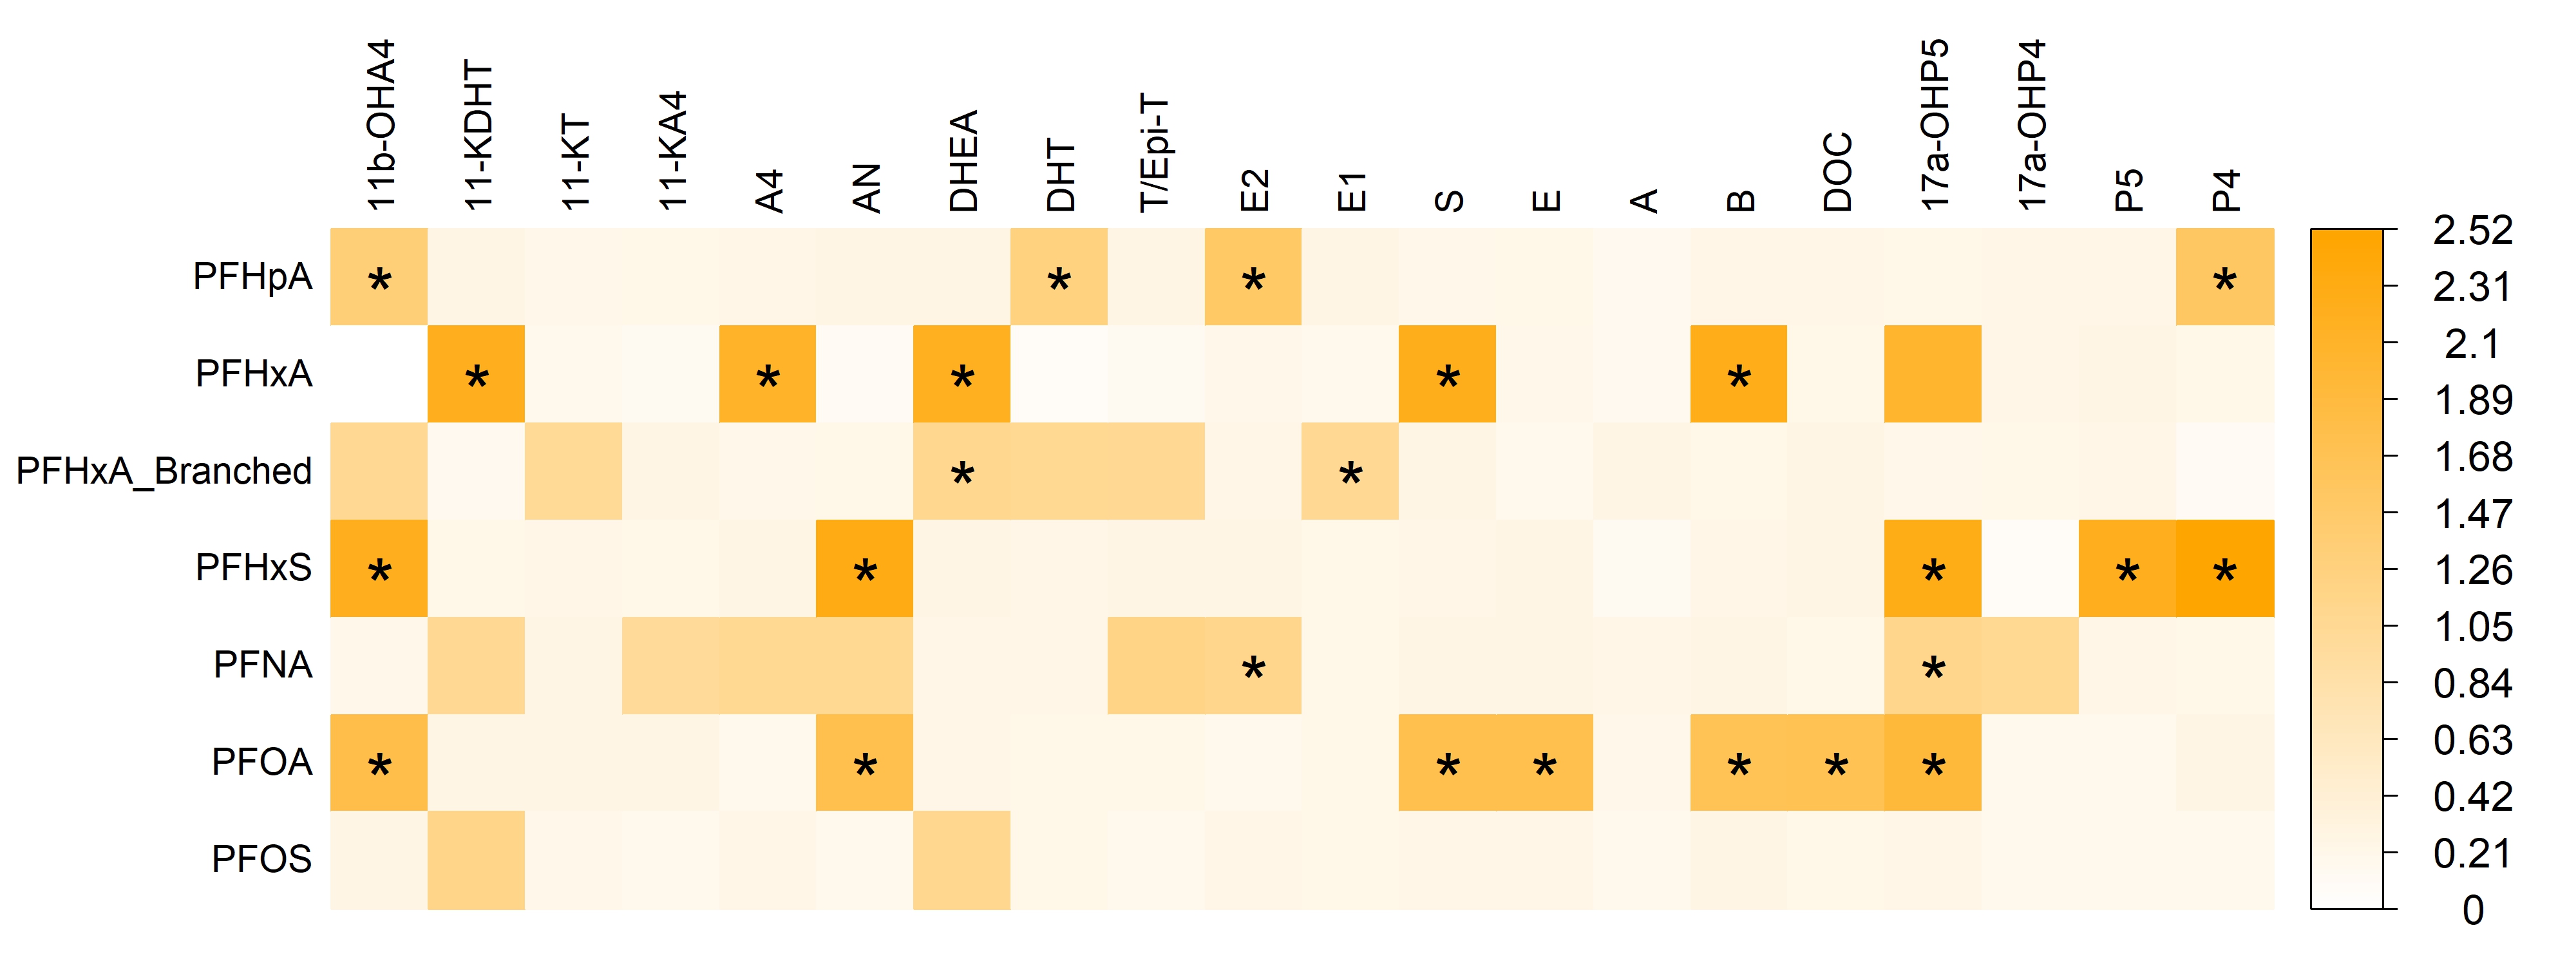 11b-OHA4
11-KDHT
11-KT
11-KA4
A4
AN
DHEA
DHT
T/Epi-T
E2
E1
S
E
A
B
DOC
17a-OHP5
17a-OHP4
P5
P4
PFHpA
* * * *
PFHxA
* * * * *
PFHxA_Branched
* *
PFHxS
* * * * *
PFNA
* *
PFOA
* * * * * * *
PFOS
2.52
2.31
2.1
1.89
1.68
1.47
1.26
1.05
0.84
0.63
0.42
0.21
0